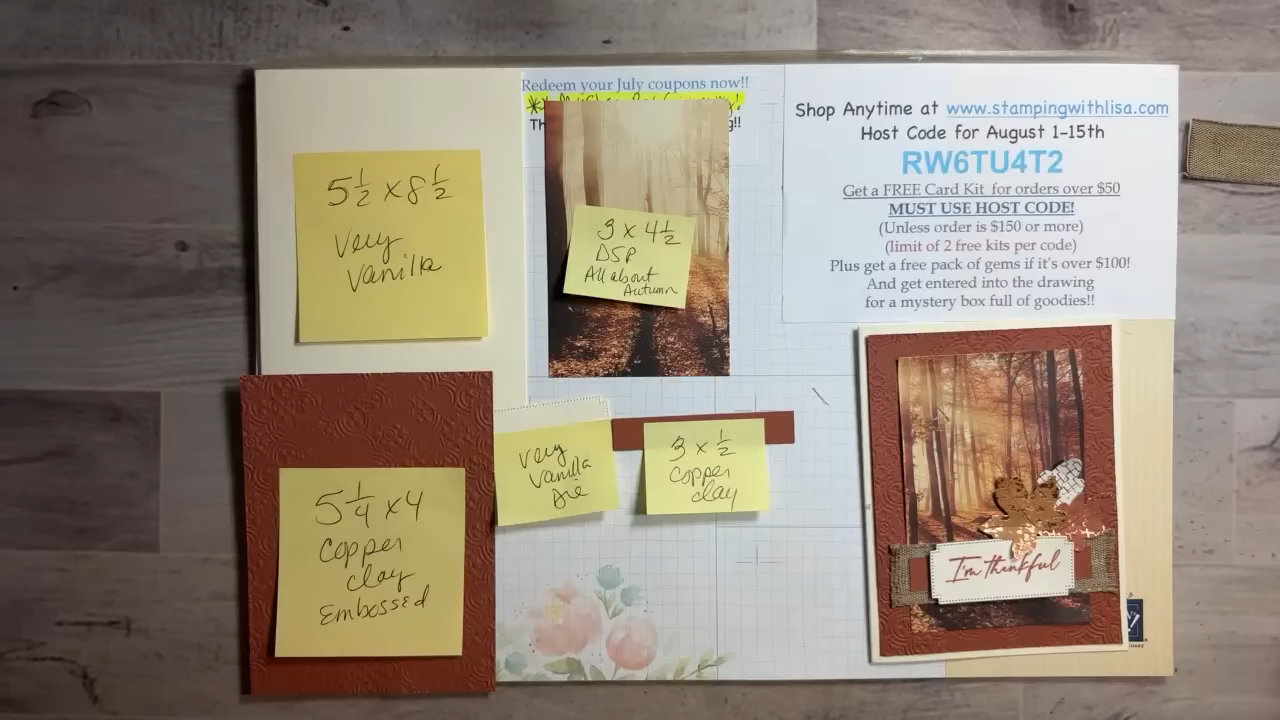 Redeem your July coupons now!!
Th
g!!
Shop Anytime at www.stampingwithlisa.com
Host Code for August 1-15th
RW6TU4T2
Get a FREE Card Kit for orders over $50
MUST USE HOST CODE!
(Unless order is $150 or more)
(limit of 2 free kits per code)
Plus get a free pack of gems if it's over $100!
And get entered into the drawing
for a mystery box full of goodies!!
5 1/2 x 8 1/2
Very
Vanilla
3 x 4 1/2
DSP
All about
Autumn
5 1/4 x 4
Copper
clay
Embossed
Very
Vanilla
Die
3 x 1/2
Copper
clay
I'm thankful